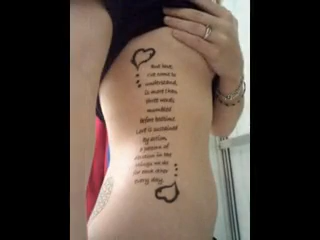 And love,
I've come to
understand,
is more than
three words
mumbled
before bedtime.
Love is sustained
by action,
a pattern of
devotion in the
things we do
for each other
every day.